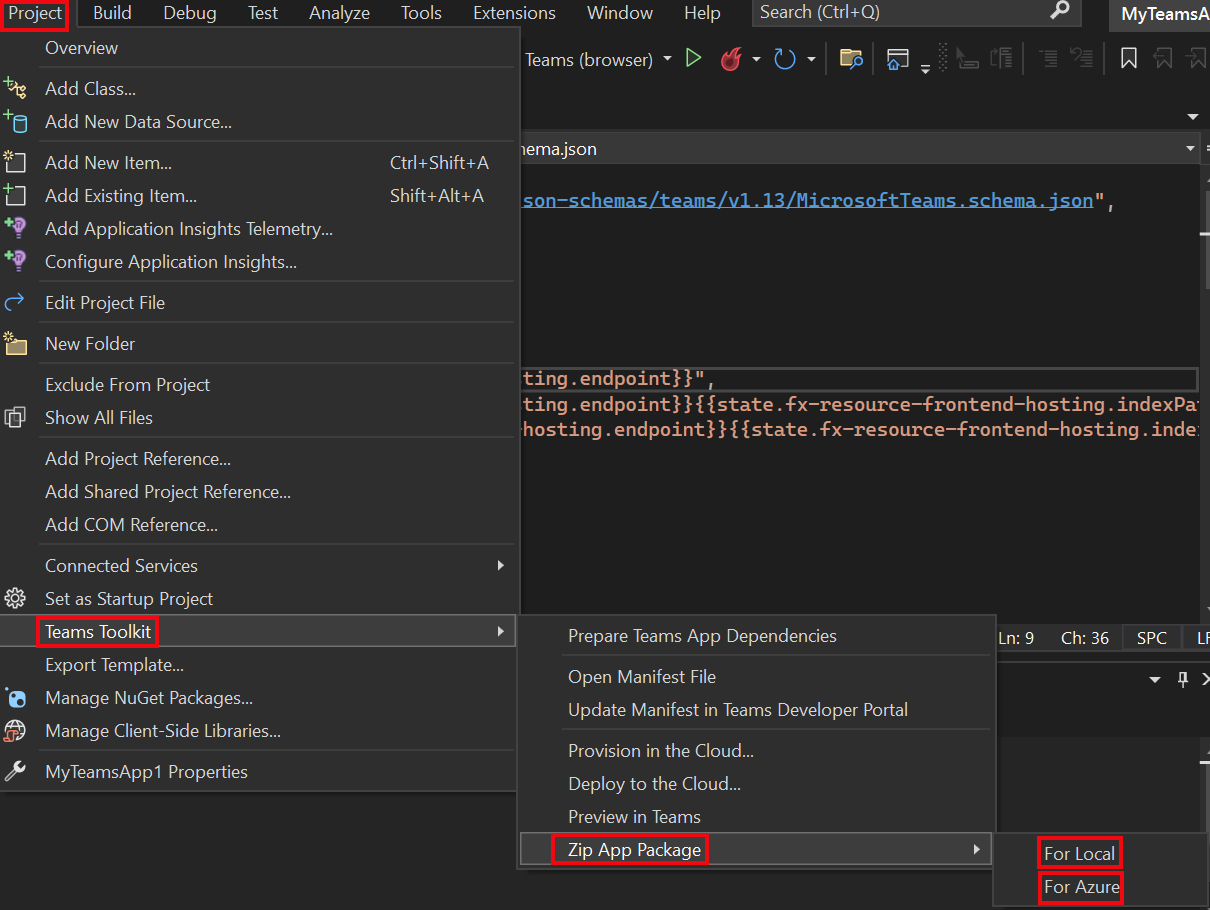 Project Build Debug Test Analyze Tools Extensions Window Help Search (Ctrl+Q) MyTeamsA
Overview
Teams (browser)
Add Class...
Add New Data Source...
hema.json
Add New Item... Ctrl+Shift+A
Add Existing Item... Shift+Alt+A
son-schemas/teams/v1.13/MicrosoftTeams.schema.json",
Add Application Insights Telemetry...
Configure Application Insights...
Edit Project File
New Folder
Exclude From Project
ting.endpoint}}",
ting.endpoint}}{{state.fx-resource-frontend-hosting.indexPa
Show All Files
hosting.endpoint}}{{state.fx-resource-frontend-hosting.index
Add Project Reference...
Add Shared Project Reference...
Add COM Reference...
Connected Services
Set as Startup Project
Teams Toolkit
Prepare Teams App Dependencies
Ln: 9 Ch: 36 SPC LF
Export Template...
Open Manifest File
Manage NuGet Packages...
Update Manifest in Teams Developer Portal
Manage Client-Side Libraries...
Provision in the Cloud...
MyTeamsApp1 Properties
Deploy to the Cloud...
Preview in Teams
Zip App Package
For Local
For Azure